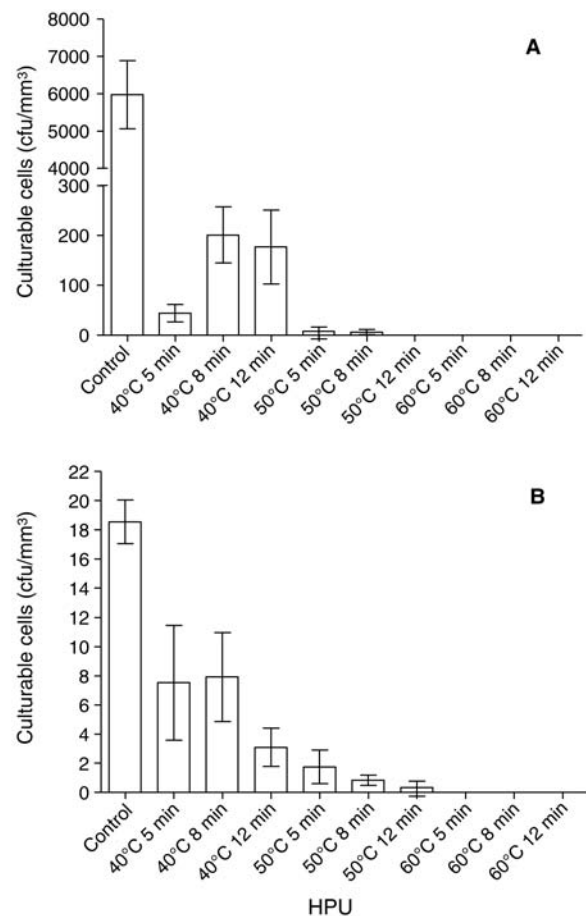 A
Culturable cells (cfu/mm³)
8000
7000
6000
5000
4000
300
200
100
0
Control
40°C 5 min
40°C 8 min
40°C 12 min
50°C 5 min
50°C 8 min
50°C 12 min
60°C 5 min
60°C 8 min
60°C 12 min
B
Culturable cells (cfu/mm³)
22
20
18
16
14
12
10
8
6
4
2
0
Control
40°C 5 min
40°C 8 min
40°C 12 min
50°C 5 min
50°C 8 min
50°C 12 min
60°C 5 min
60°C 8 min
60°C 12 min
HPU